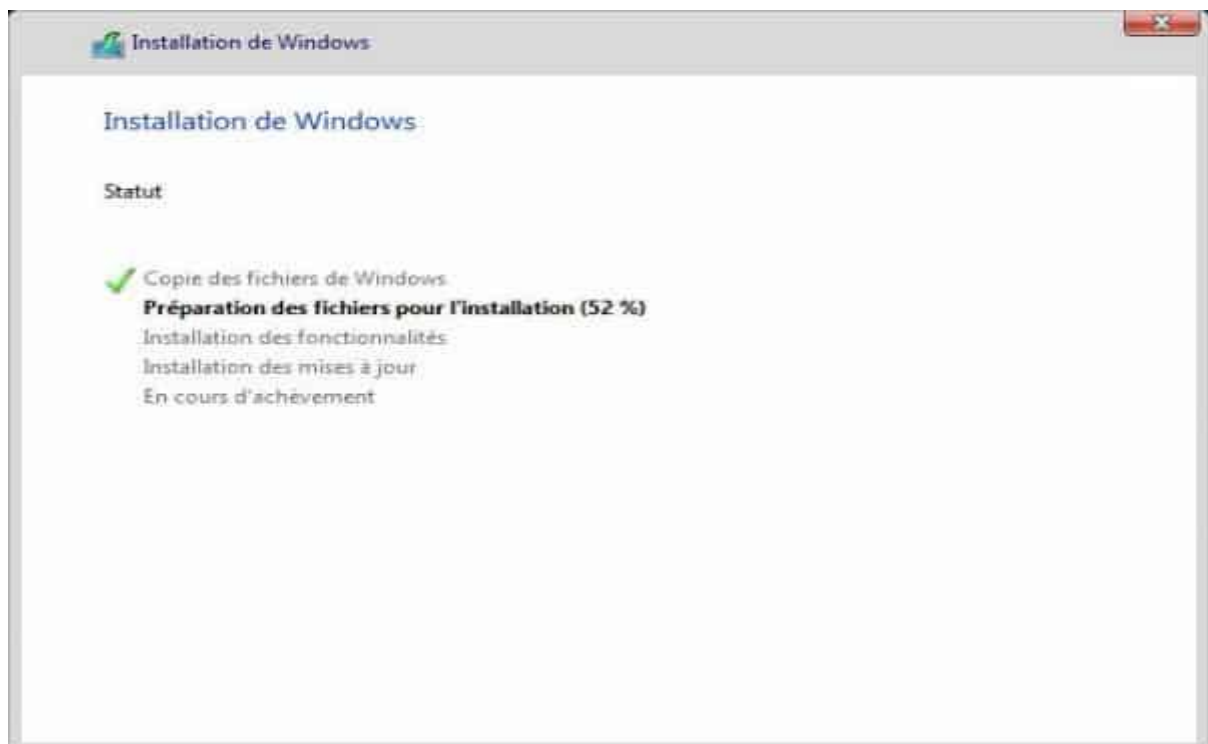 Installation de Windows
Installation de Windows
Statut
Copie des fichiers de Windows
Préparation des fichiers pour l'installation (52 %)
Installation des fonctionnalités
Installation des mises à jour
En cours d'achèvement